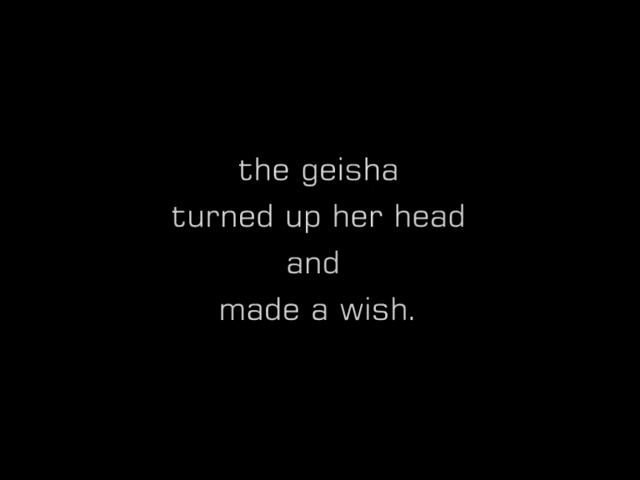 the geisha
turned up her head
and
made a wish.